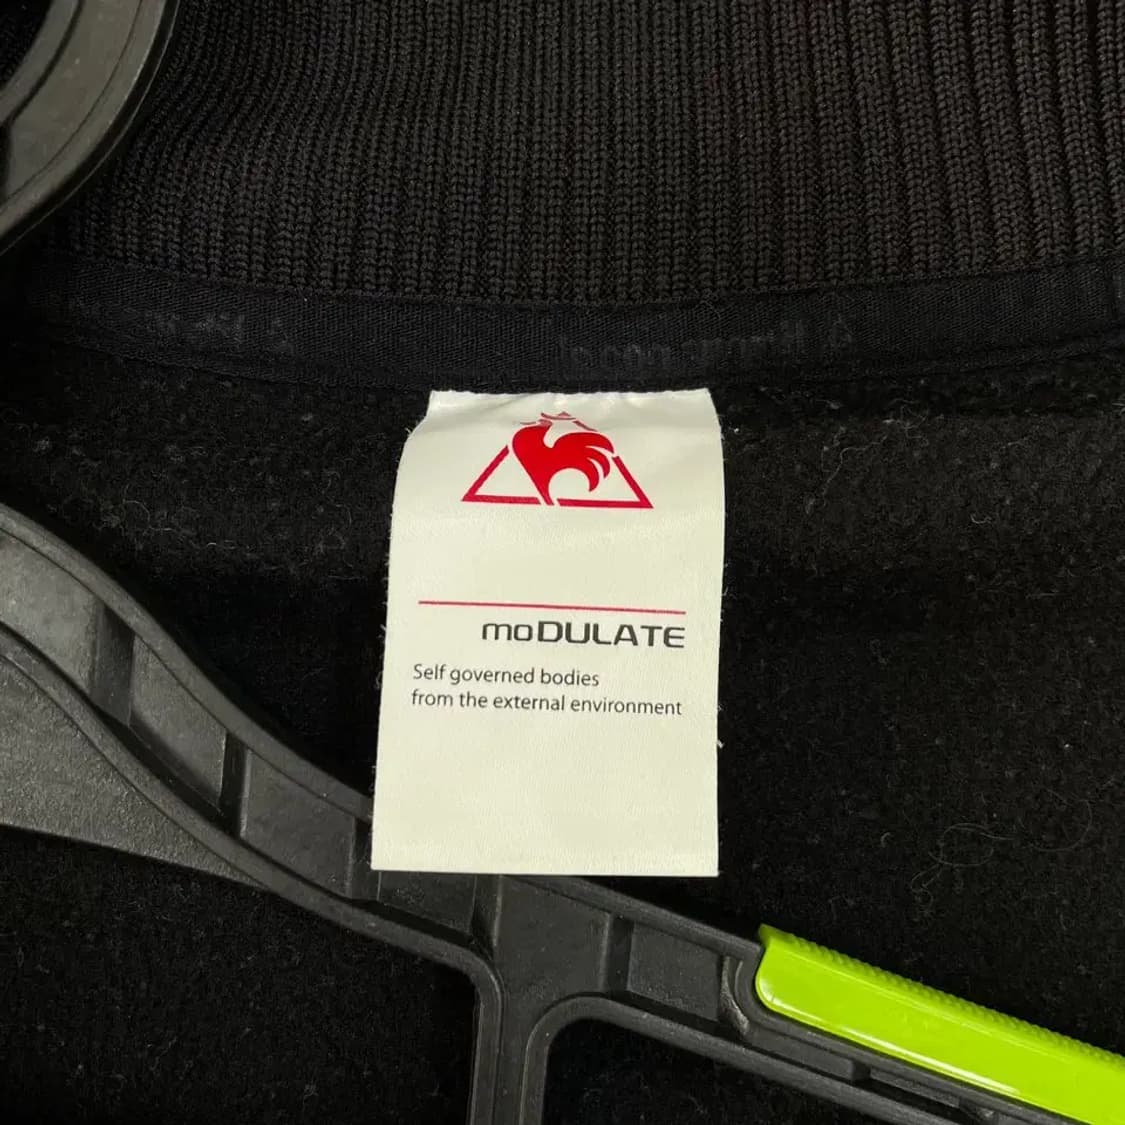 moDULATE
Self governed bodies
from the external environment